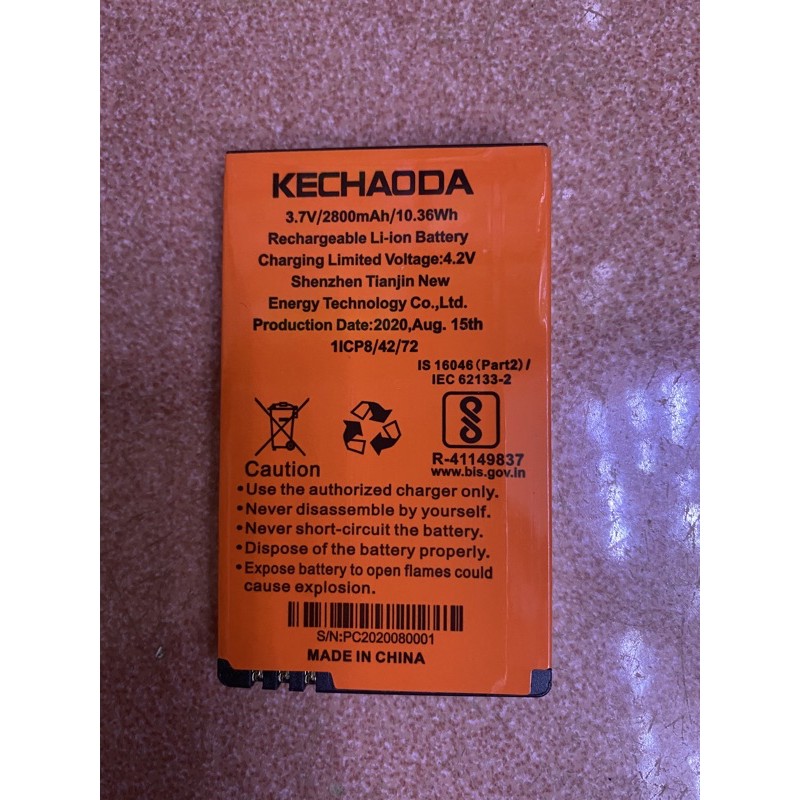 KECHAODA
3.7V/2800mAh/10.36Wh
Rechargeable Li-ion Battery
Charging Limited Voltage:4.2V
Shenzhen Tianjin New
Energy Technology Co.,Ltd.
Production Date:2020,Aug. 15th
1ICP8/42/72
IS 16046(Part2)/
IEC 62133-2
R-41149837
www.bis.gov.in
Caution
•Use the authorized charger only.
•Never disassemble by yourself.
•Never short-circuit the battery.
•Dispose of the battery properly.
•Expose battery to open flames could
cause explosion.
S/N:PC2020080001
MADE IN CHINA